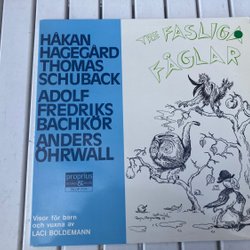 HÅKAN
HAGEGÅRD
THOMAS
SCHUBACK
ADOLF
FREDRIKS
BACHKÖR
ANDERS
ÖHRWALL
proprius
Visor för barn
och vuxna av
LACI BOLDEMANN
TRE FASLIGA
FÅGLAR